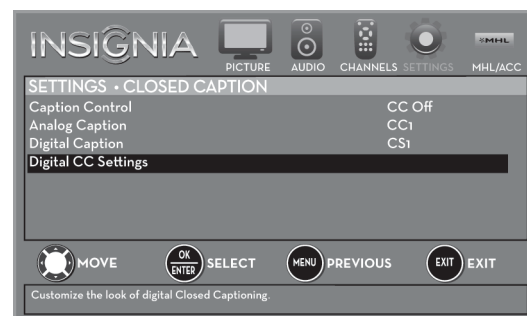 INSIGNIA
PICTURE AUDIO CHANNELS SETTINGS MHL/ACC
MHL
SETTINGS • CLOSED CAPTION
Caption Control CC Off
Analog Caption CC1
Digital Caption CS1
Digital CC Settings
MOVE OK ENTER SELECT MENU PREVIOUS EXIT EXIT
Customize the look of digital Closed Captioning.